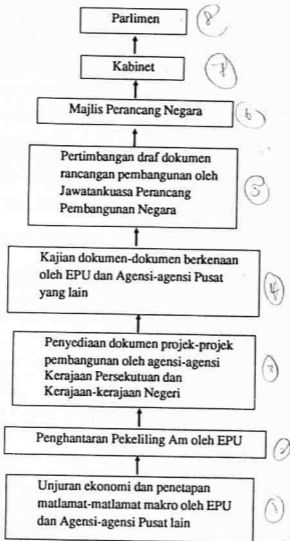 Parlimen
8
Kabinet
7
Majlis Perancang Negara
6
Pertimbangan draf dokumen
rancangan pembangunan oleh
Jawatankuasa Perancang
Pembangunan Negara
5
Kajian dokumen-dokumen berkenaan
oleh EPU dan Agensi-agensi Pusat
yang lain
4
Penyediaan dokumen projek-projek
pembangunan oleh agensi-agensi
Kerajaan Persekutuan dan
Kerajaan-kerajaan Negeri
3
Penghantaran Pekeliling Am oleh EPU
2
Unjuran ekonomi dan penetapan
matlamat-matlamat makro oleh EPU
dan Agensi-agensi Pusat lain
1